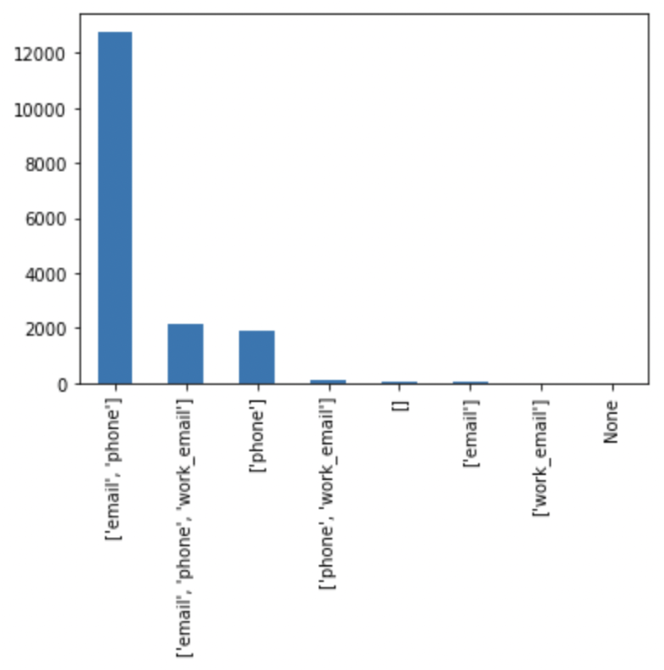 12000
10000
8000
6000
4000
2000
0
['email', 'phone']
['email', 'phone', 'work_email']
['phone']
['phone', 'work_email']
[]
['email']
['work_email']
None